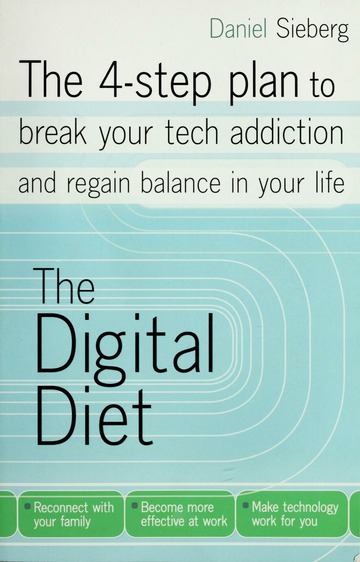 Daniel Sieberg
The 4-step plan to
break your tech addiction
and regain balance in your life
The
Digital
Diet
Reconnect with
your family
Become more
effective at work
Make technology
work for you